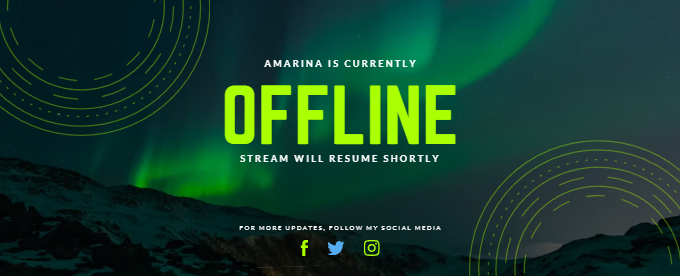 AMARINA IS CURRENTLY
OFFLINE
STREAM WILL RESUME SHORTLY
FOR MORE UPDATES, FOLLOW MY SOCIAL MEDIA